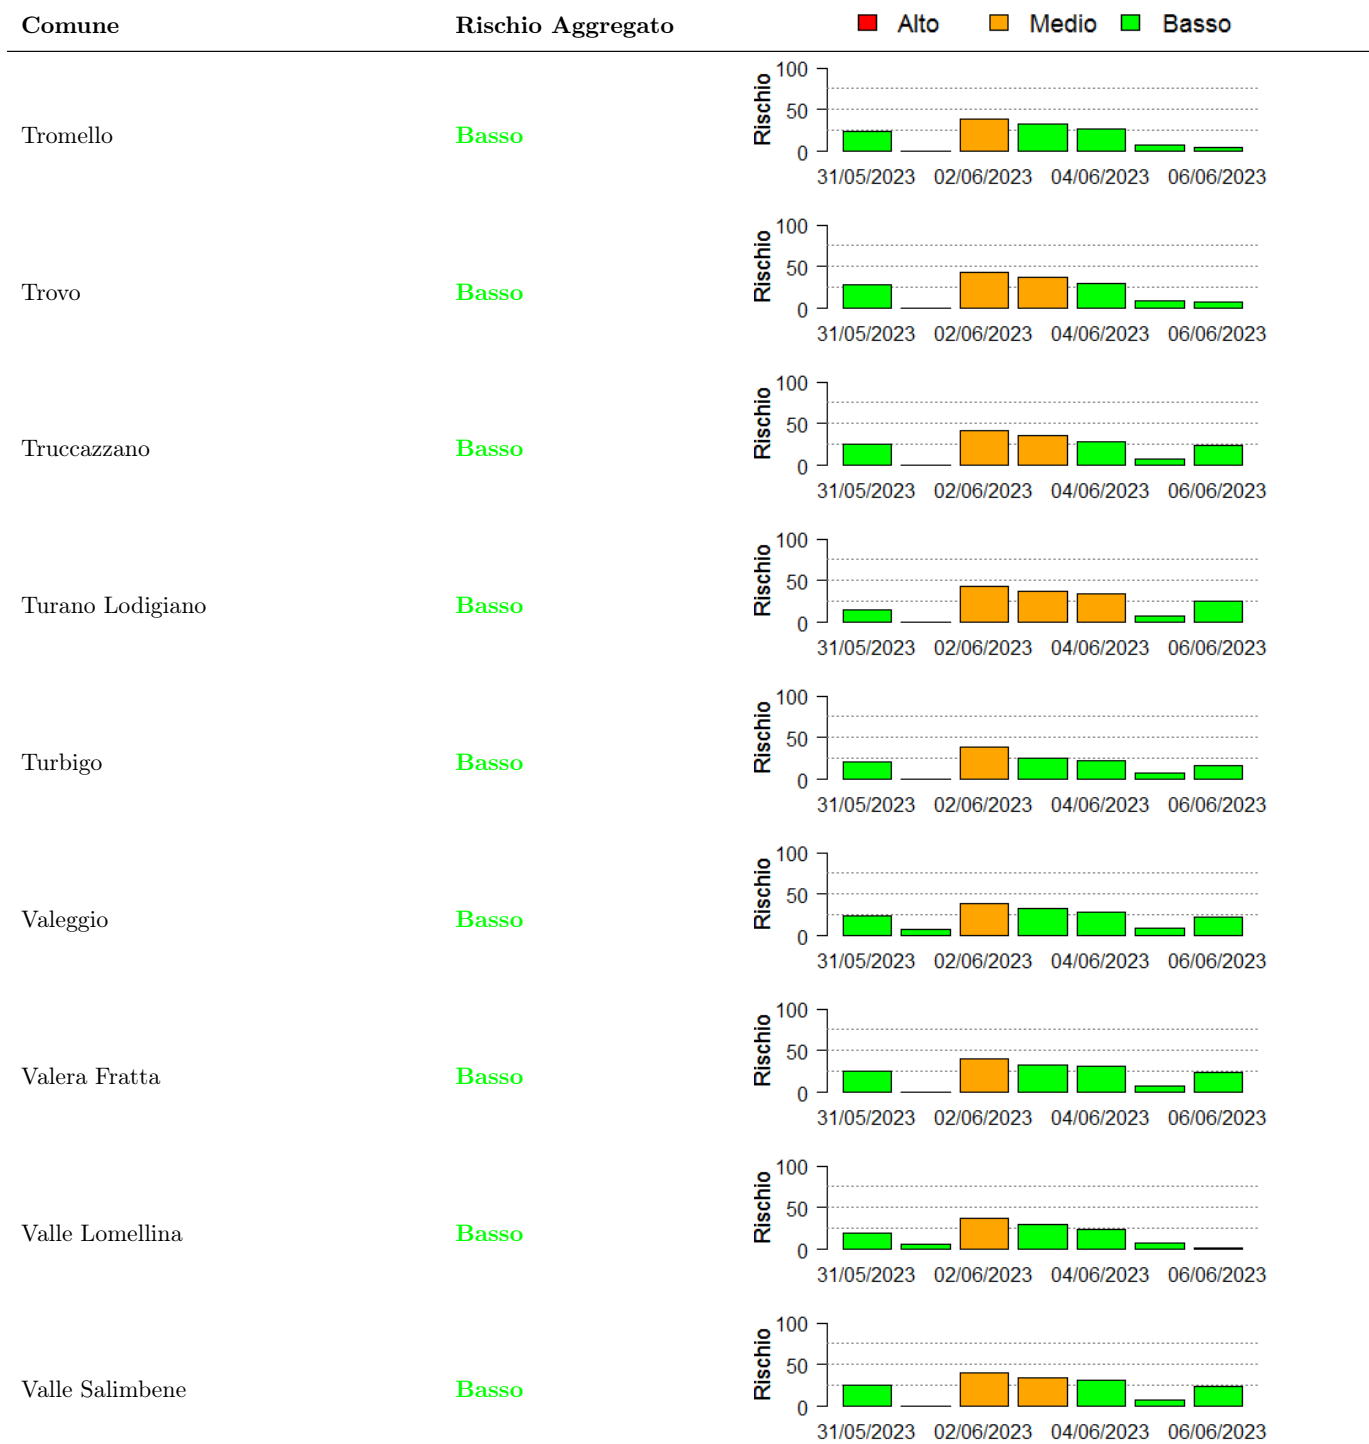 Comune Rischio Aggregato Alto Medio Basso
100
50
0
Rischio
Tromello Basso
31/05/2023 02/06/2023 04/06/2023 06/06/2023
100
50
0
Rischio
Trovo Basso
31/05/2023 02/06/2023 04/06/2023 06/06/2023
100
50
0
Rischio
Truccazzano Basso
31/05/2023 02/06/2023 04/06/2023 06/06/2023
100
50
0
Rischio
Turano Lodigiano Basso
31/05/2023 02/06/2023 04/06/2023 06/06/2023
100
50
0
Rischio
Turbigo Basso
31/05/2023 02/06/2023 04/06/2023 06/06/2023
100
50
0
Rischio
Valeggio Basso
31/05/2023 02/06/2023 04/06/2023 06/06/2023
100
50
0
Rischio
Valera Fratta Basso
31/05/2023 02/06/2023 04/06/2023 06/06/2023
100
50
0
Rischio
Valle Lomellina Basso
31/05/2023 02/06/2023 04/06/2023 06/06/2023
100
50
0
Rischio
Valle Salimbene Basso
31/05/2023 02/06/2023 04/06/2023 06/06/2023